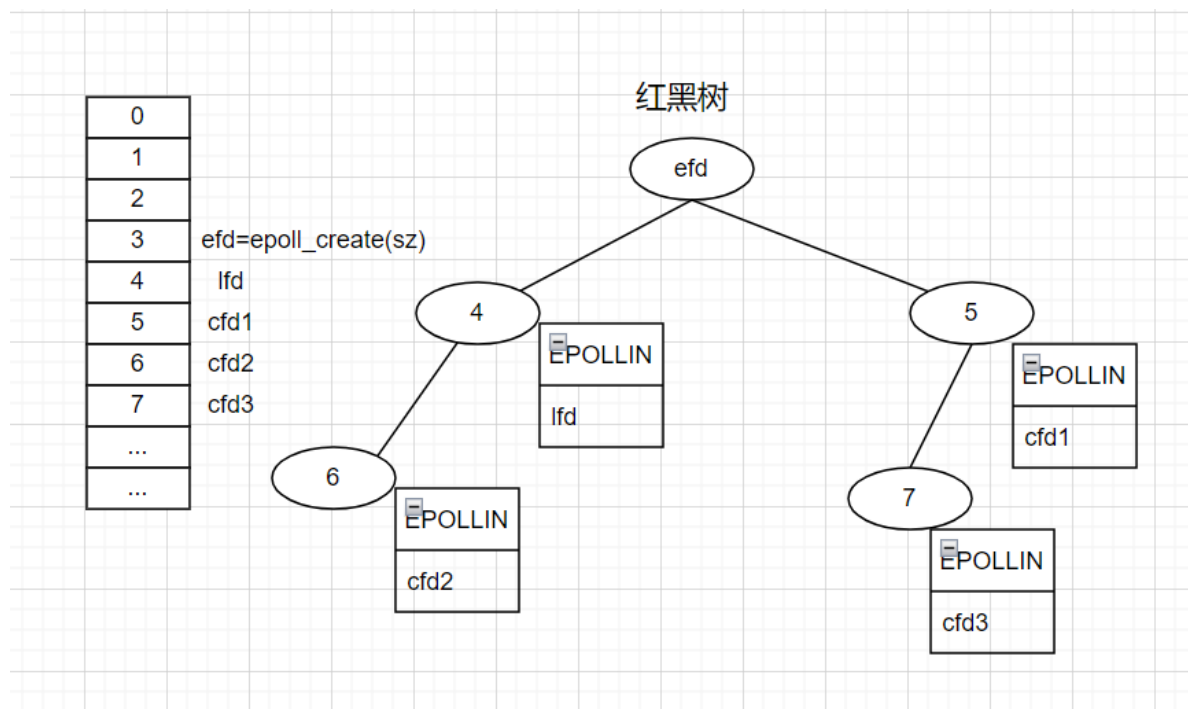 红黑树
0
1
2
3 efd=epoll_create(sz)
4 lfd
5 cfd1
6 cfd2
7 cfd3
...
...
efd
4
EPOLLIN
lfd
5
EPOLLIN
cfd1
6
EPOLLIN
cfd2
7
EPOLLIN
cfd3